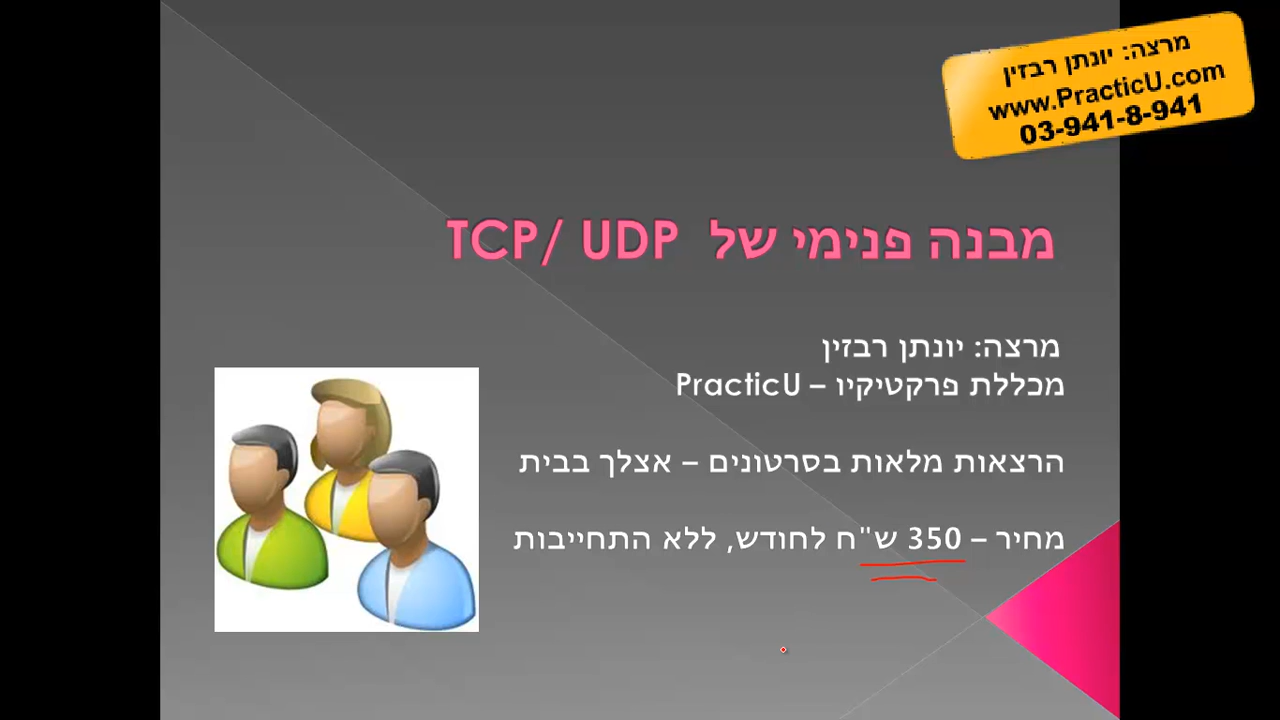 מרצה: יונתן רבזין
www.PracticU.com
03-941-8-941
מבנה פנימי של TCP/ UDP
מרצה: יונתן רבזין
מכללת פרקטיקיו – PracticU
הרצאות מלאות בסרטונים – אצלך בבית
מחיר – 350 ש"ח לחודש, ללא התחייבות